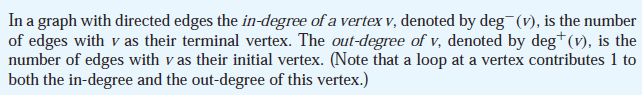 In a graph with directed edges the in-degree of a vertex v, denoted by deg⁻(v), is the number
of edges with v as their terminal vertex. The out-degree of v, denoted by deg⁺(v), is the
number of edges with v as their initial vertex. (Note that a loop at a vertex contributes 1 to
both the in-degree and the out-degree of this vertex.)